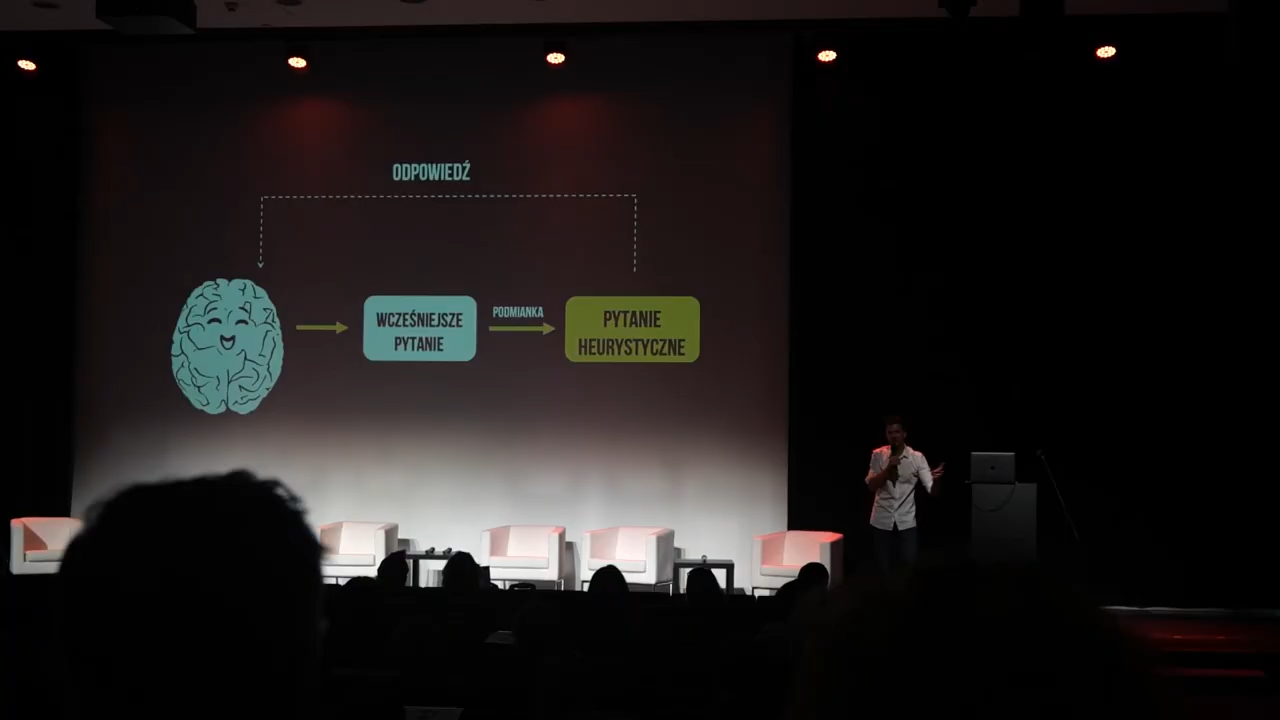 ODPOWIEDŹ
WCZEŚNIEJSZE
PYTANIE
PODMIANKA
PYTANIE
HEURYSTYCZNE